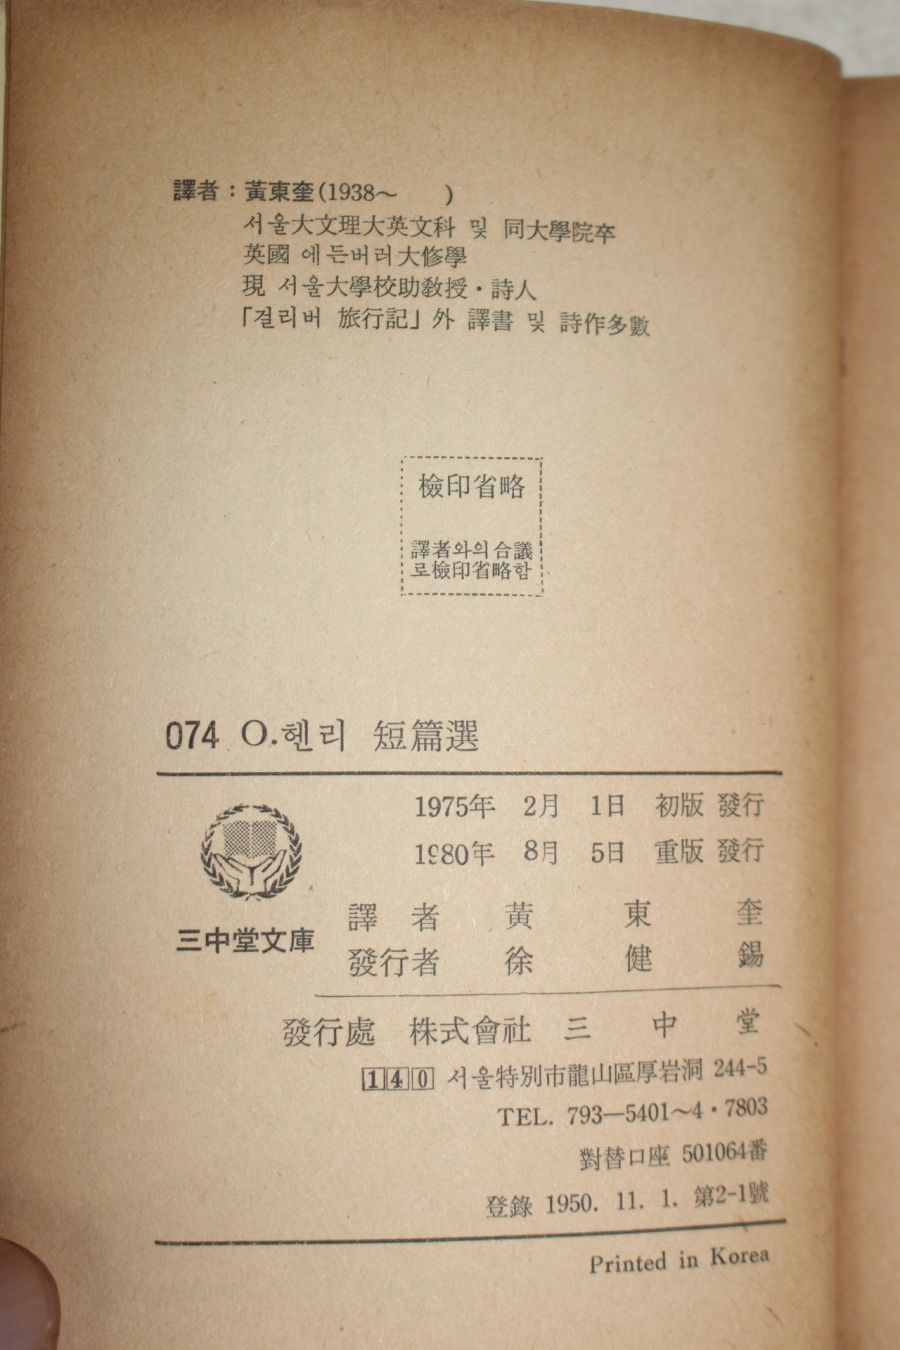 譯者 : 黃東奎(1938～ )
서울大文理大英文科 및 同大學院卒
英國 에든버러大修學
現 서울大學校助敎授·詩人
「걸리버 旅行記」外 譯書 및 詩作多數
檢印省略
譯者와의合議
로檢印省略함
074 O.헨리 短篇選
1975年 2月 1日 初版 發行
1980年 8月 5日 重版 發行
三中堂文庫
譯者 黃東奎
發行者 徐健錫
發行處 株式會社 三中堂
140 서울特別市龍山區厚岩洞 244-5
TEL. 793—5401～4·7803
對替口座 501064番
登錄 1950. 11. 1. 第2-1號
Printed in Korea